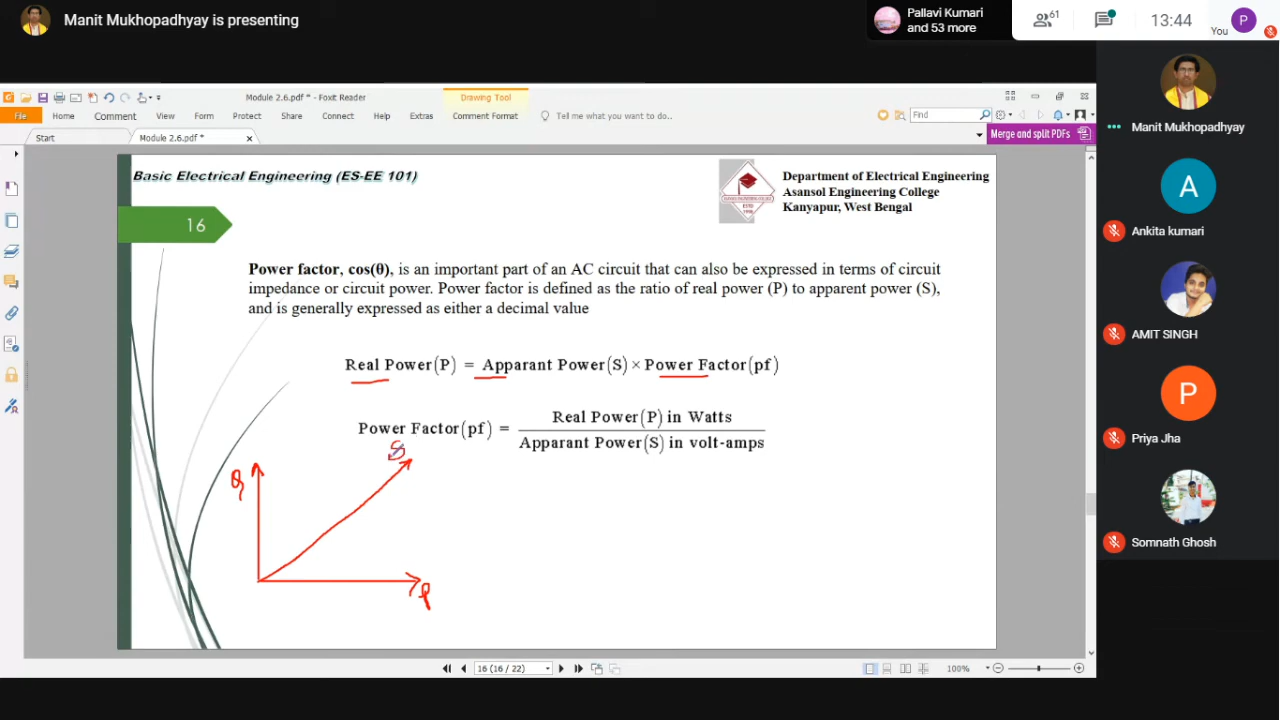 Manit Mukhopadhyay is presenting
Pallavi Kumari
and 53 more
61
13:44
You
P
Module 2.6.pdf * - Foxit Reader
Drawing Tool
File
Home
Comment
View
Form
Protect
Share
Connect
Help
Extras
Comment Format
Tell me what you want to do..
Find
Start
Module 2.6.pdf *
Merge and split PDFs
Basic Electrical Engineering (ES-EE 101)
Department of Electrical Engineering
Asansol Engineering College
Kanyapur, West Bengal
16
Power factor, cos(θ), is an important part of an AC circuit that can also be expressed in terms of circuit
impedance or circuit power. Power factor is defined as the ratio of real power (P) to apparent power (S),
and is generally expressed as either a decimal value
Real Power(P) = Apparant Power(S) × Power Factor(pf)
Power Factor(pf) = Real Power(P) in Watts
Apparant Power(S) in volt-amps
S
Q
P
16 (16 / 22)
100%
Manit Mukhopadhyay
A
Ankita kumari
AMIT SINGH
P
Priya Jha
Somnath Ghosh